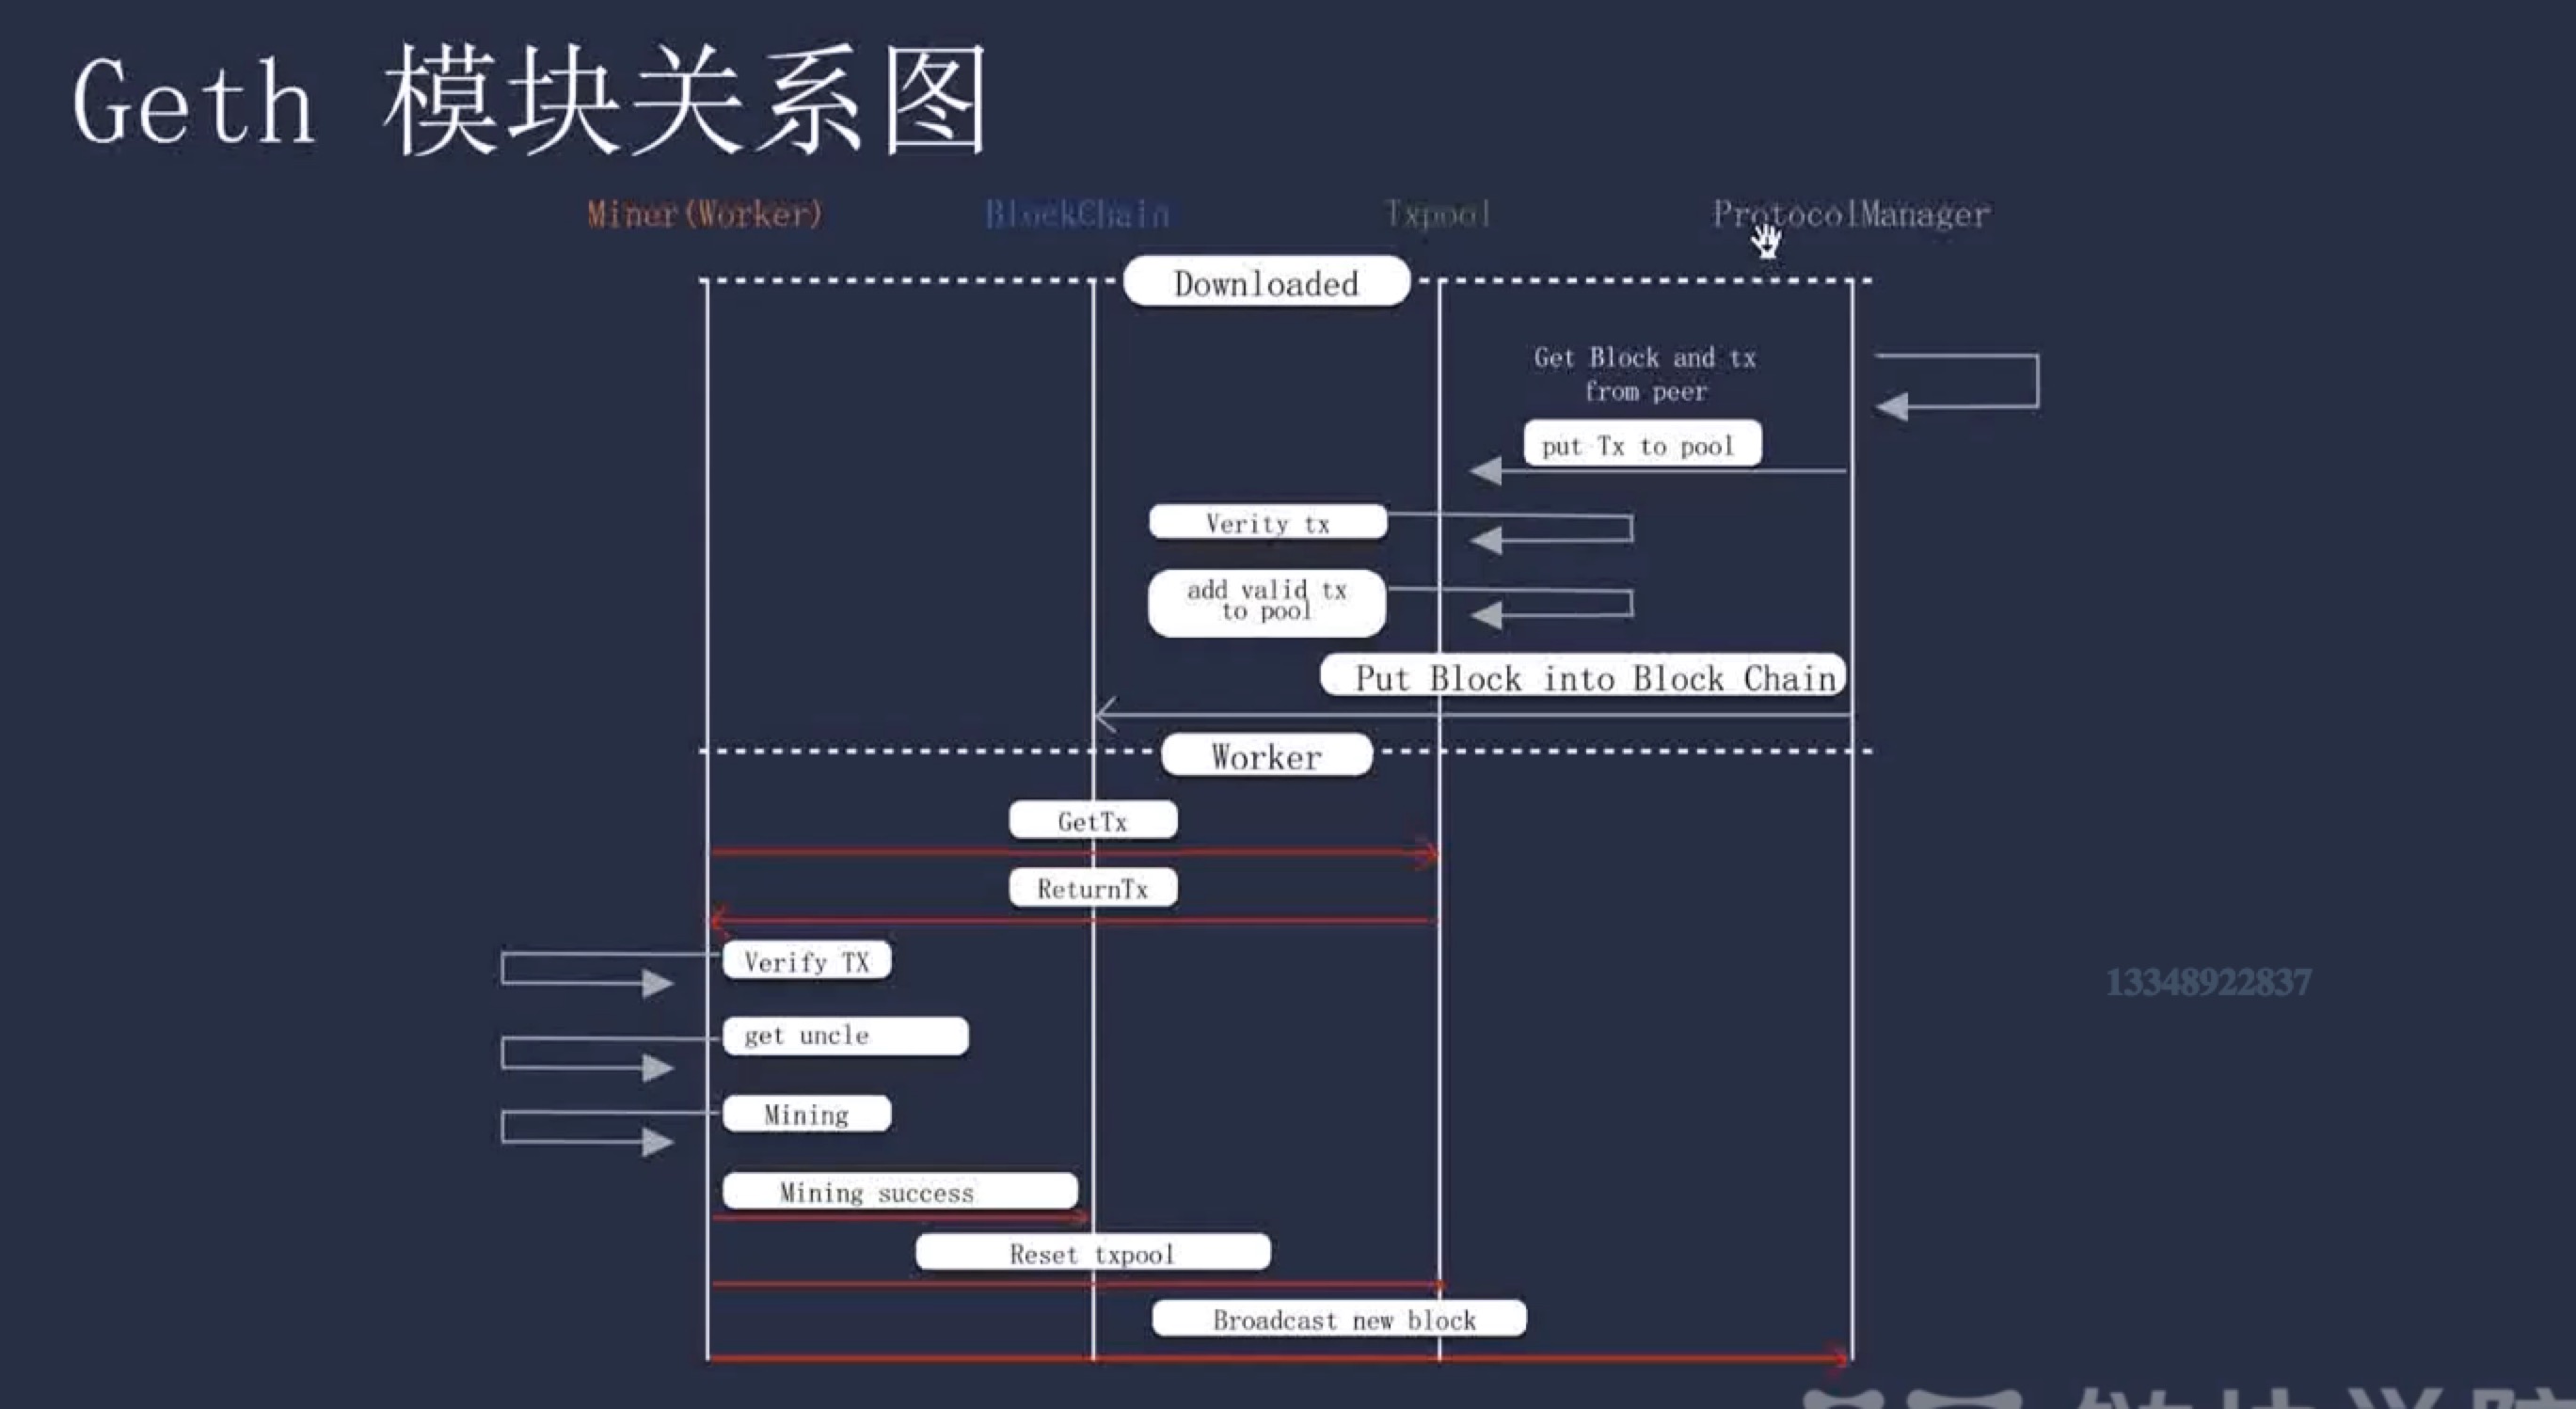 Geth 模块关系图
Miner(Worker)
BlockChain
Txpool
ProtocolManager
Downloaded
Get Block and tx
from peer
put Tx to pool
Verity tx
add valid tx
to pool
Put Block into Block Chain
Worker
GetTx
ReturnTx
Verify TX
13348922837
get uncle
Mining
Mining success
Reset txpool
Broadcast new block